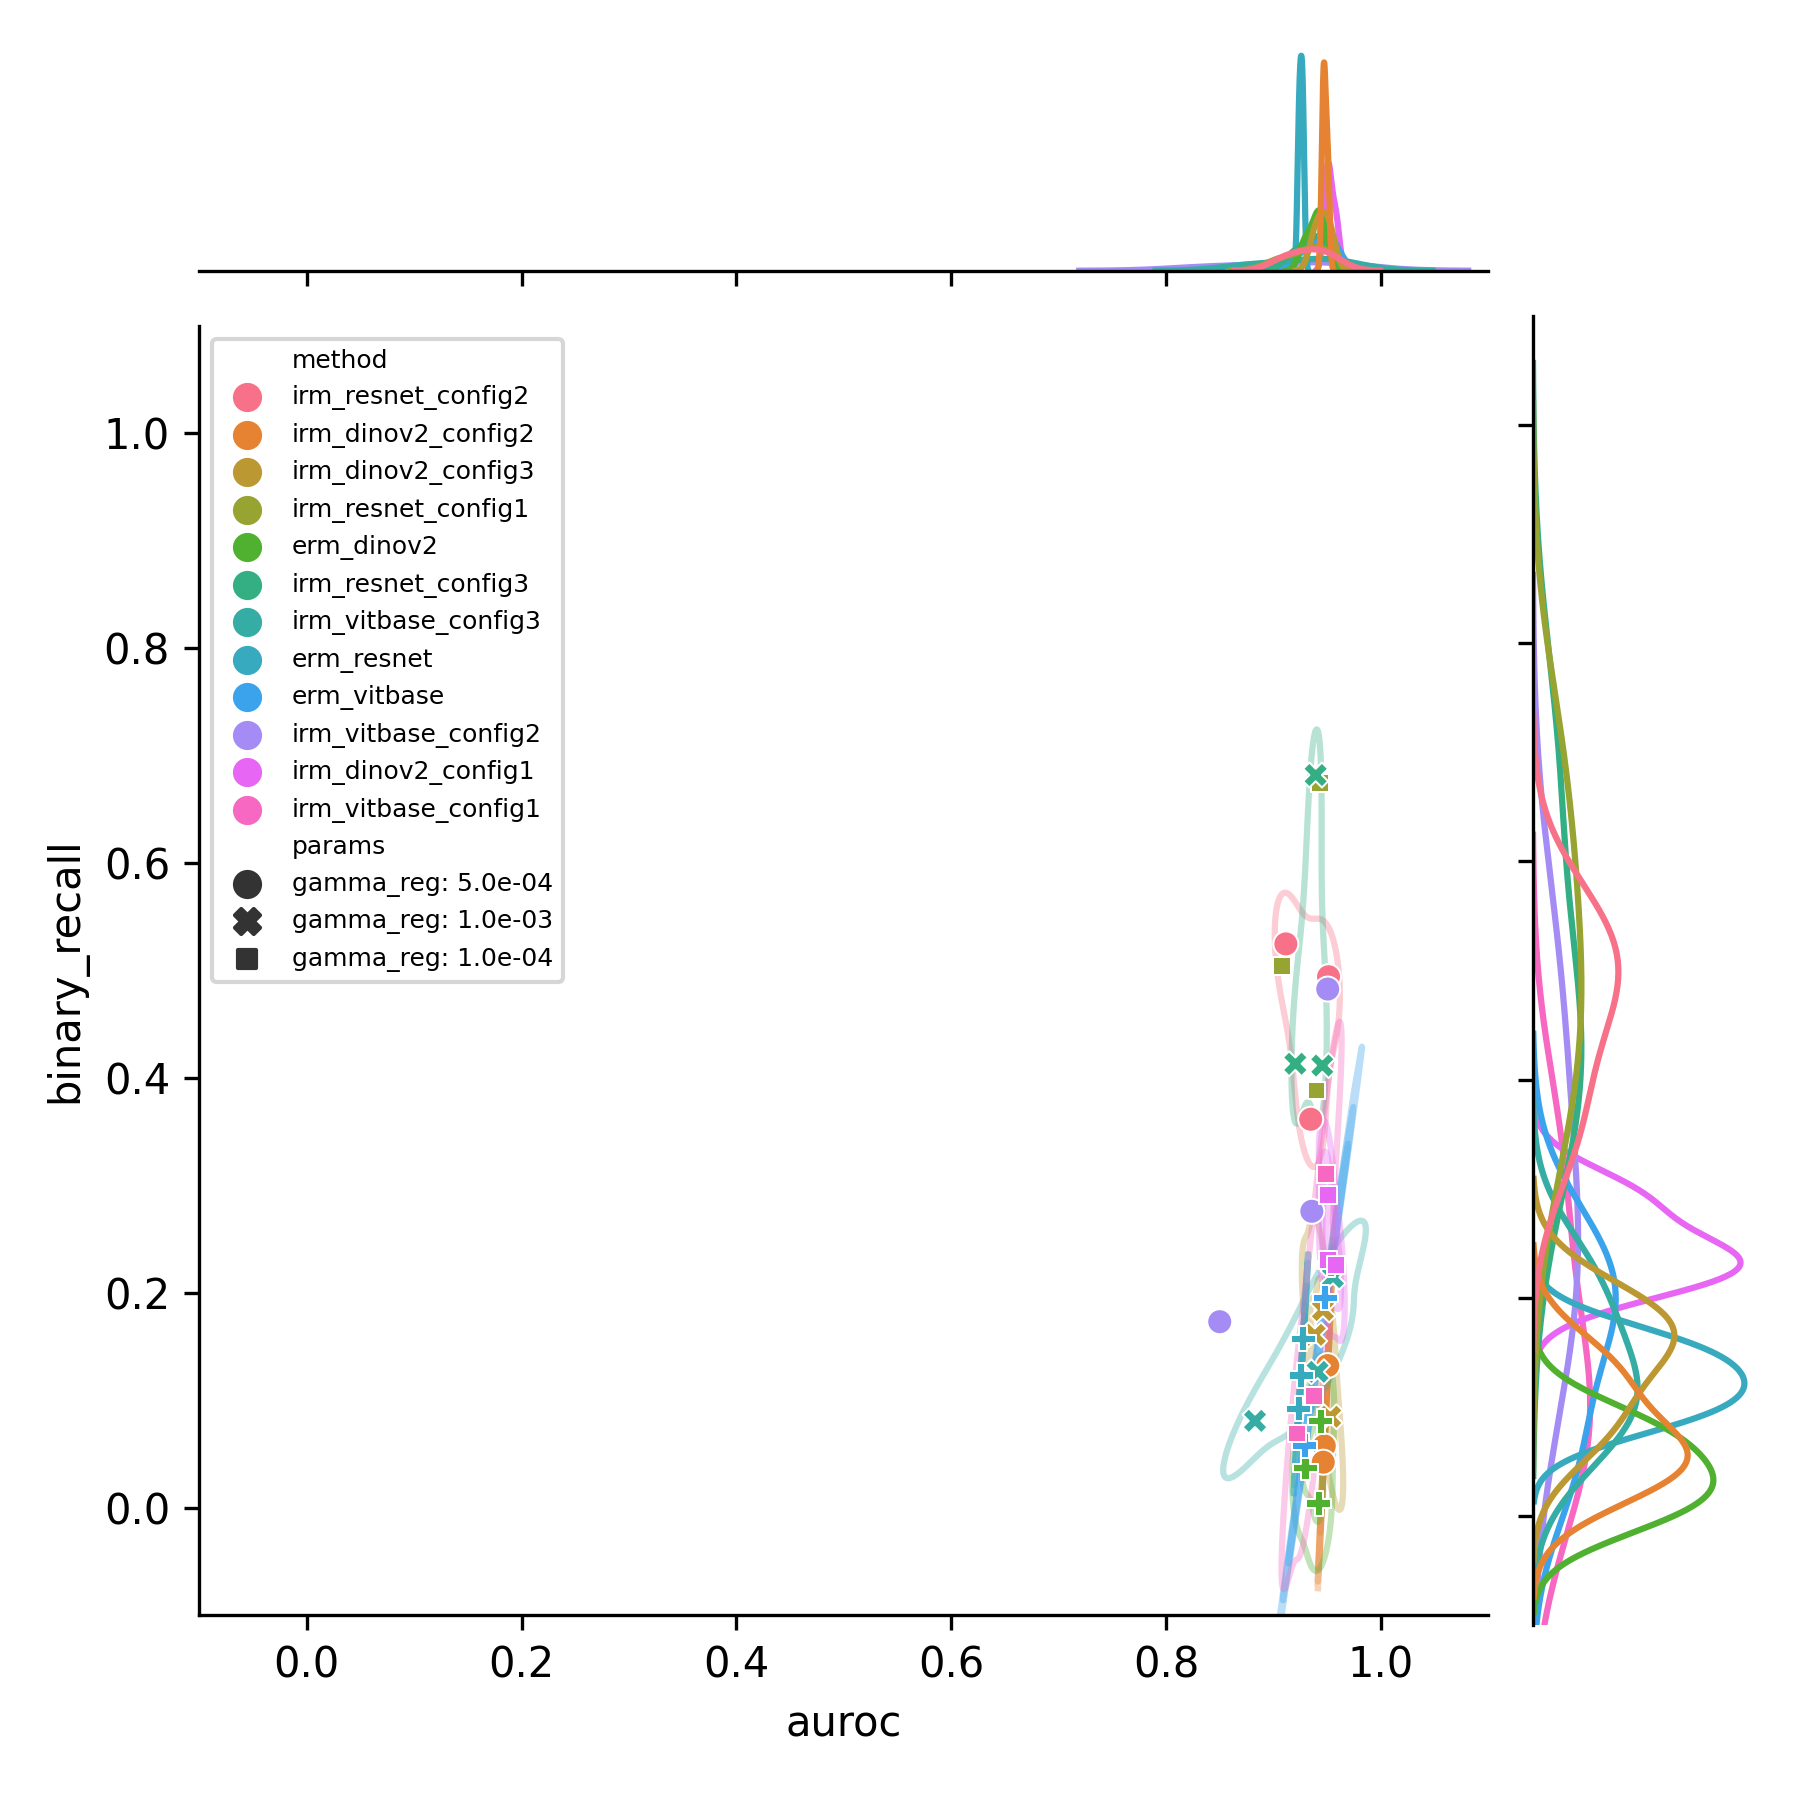 method
irm_resnet_config2
irm_dinov2_config2
irm_dinov2_config3
irm_resnet_config1
erm_dinov2
irm_resnet_config3
irm_vitbase_config3
erm_resnet
erm_vitbase
irm_vitbase_config2
irm_dinov2_config1
irm_vitbase_config1
params
gamma_reg: 5.0e-04
gamma_reg: 1.0e-03
gamma_reg: 1.0e-04
binary_recall
1.0
0.8
0.6
0.4
0.2
0.0
0.0 0.2 0.4 0.6 0.8 1.0
auroc